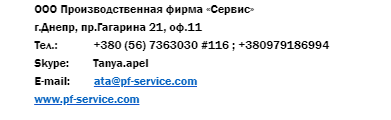 ООО Производственная фирма «Сервис»
г.Днепр, пр.Гагарина 21, оф.11
Тел.: +380 (56) 7363030 #116 ; +380979186994
Skype: Tanya.apel
E-mail: ata@pf-service.com
www.pf-service.com